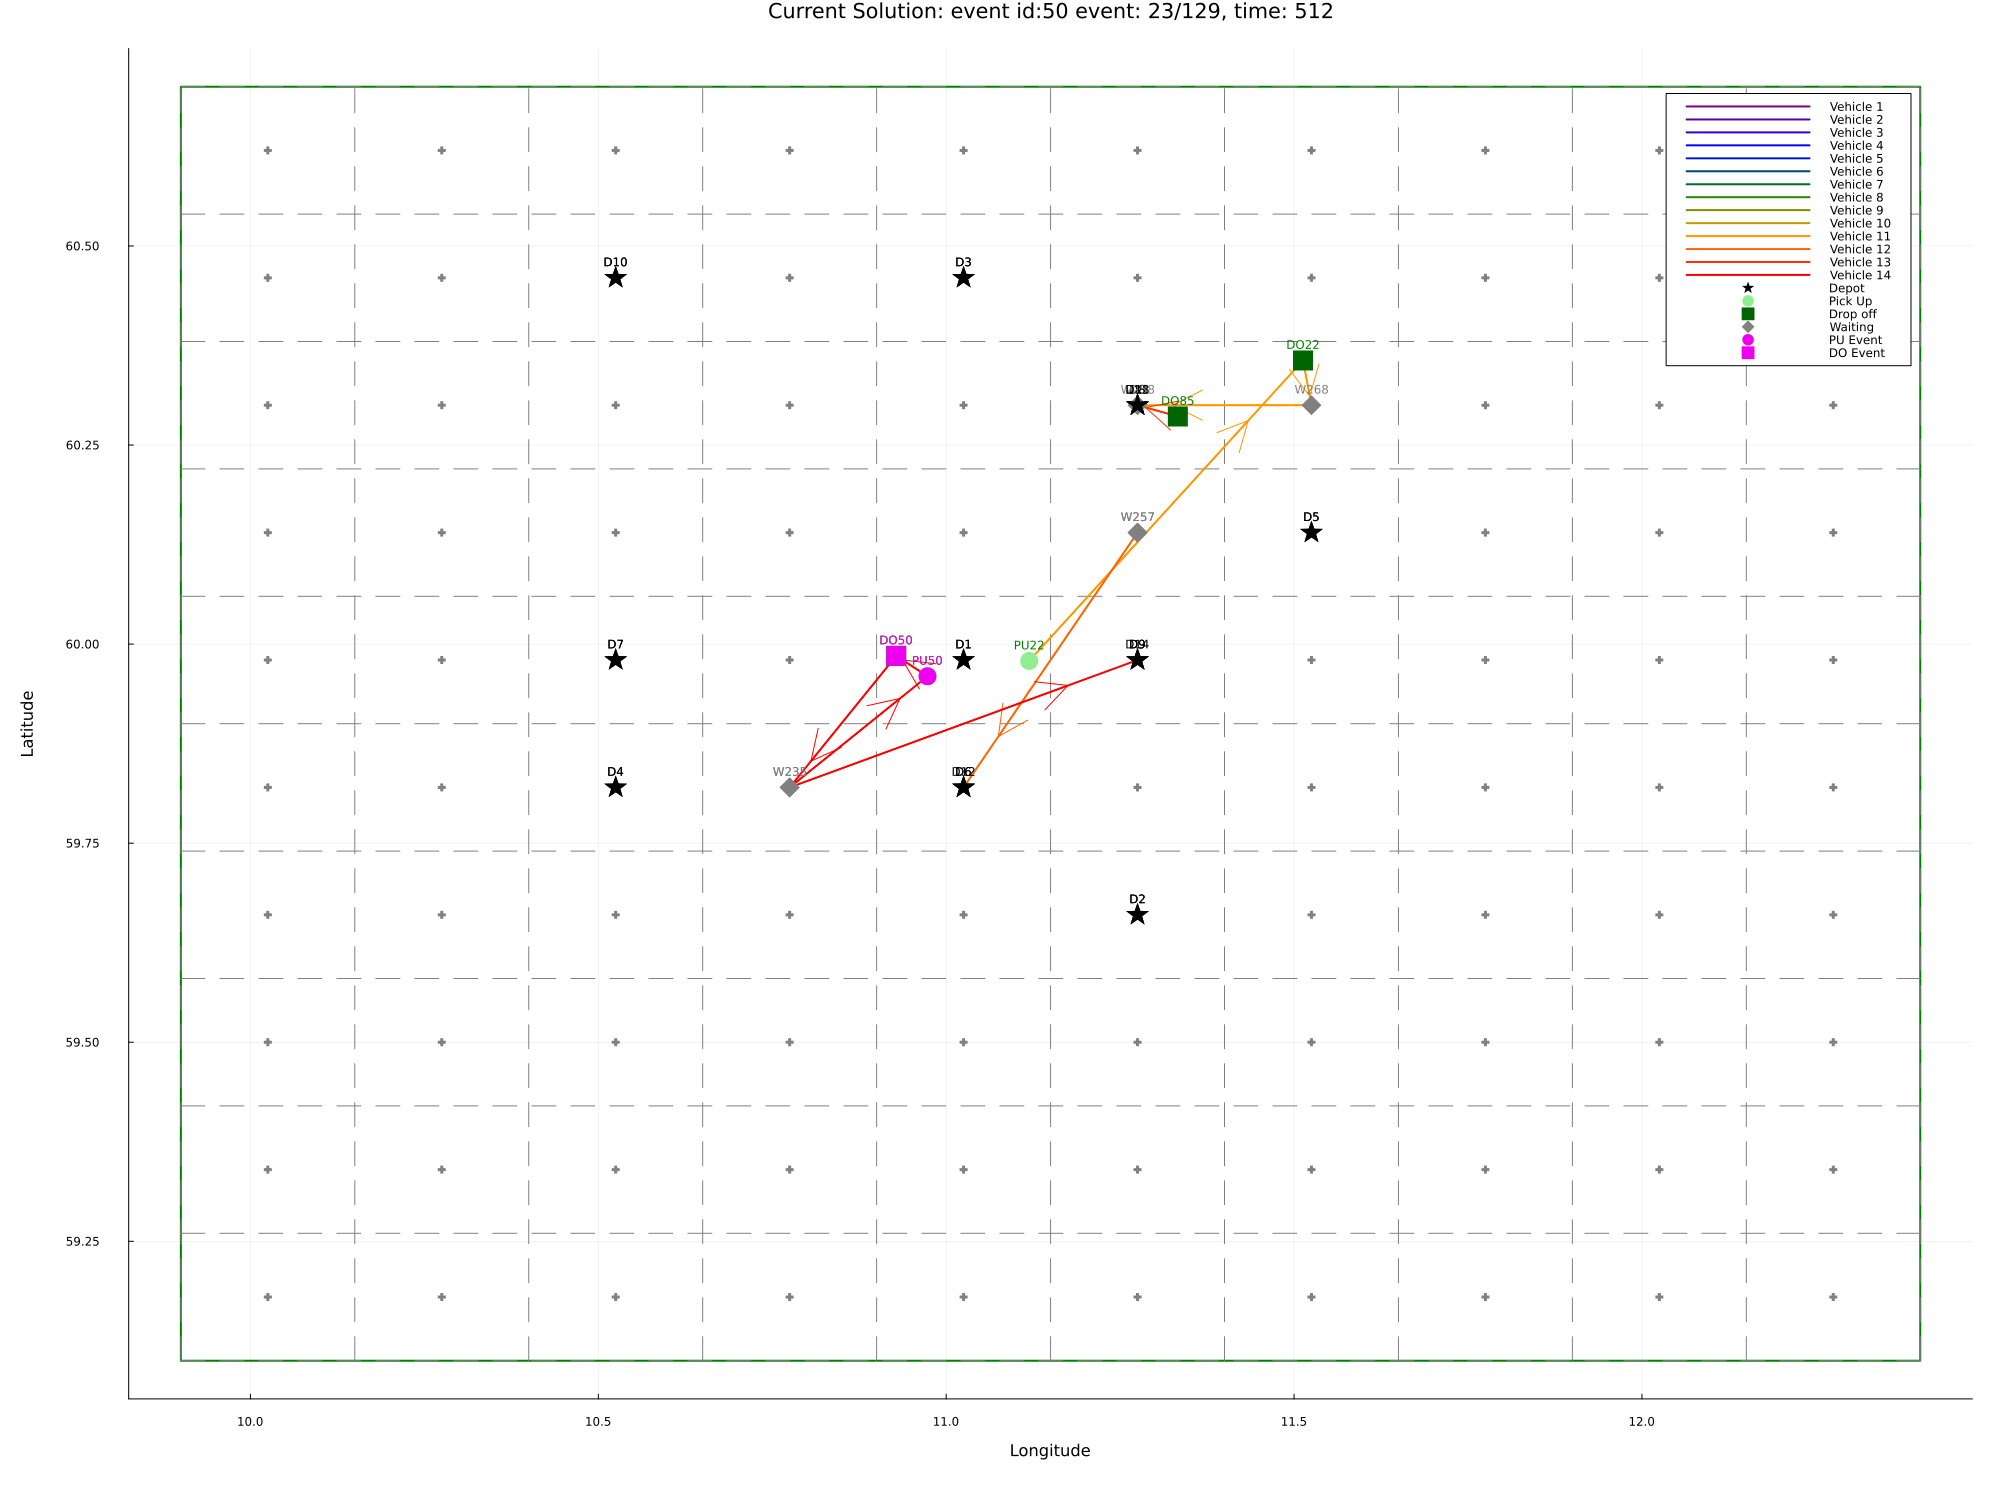 Current Solution: event id:50 event: 23/129, time: 512
Vehicle 1
Vehicle 2
Vehicle 3
Vehicle 4
Vehicle 5
Vehicle 6
Vehicle 7
Vehicle 8
Vehicle 9
Vehicle 10
Vehicle 11
Vehicle 12
Vehicle 13
Vehicle 14
Depot
Pick Up
Drop off
Waiting
PU Event
DO Event
60.50
D10
D3
DO22
W268
DO85
60.25
W257
D5
60.00
D7
DO50
D1
PU22
PU50
Latitude
D4
W235
59.75
D2
59.50
59.25
10.0
10.5
11.0
11.5
12.0
Longitude